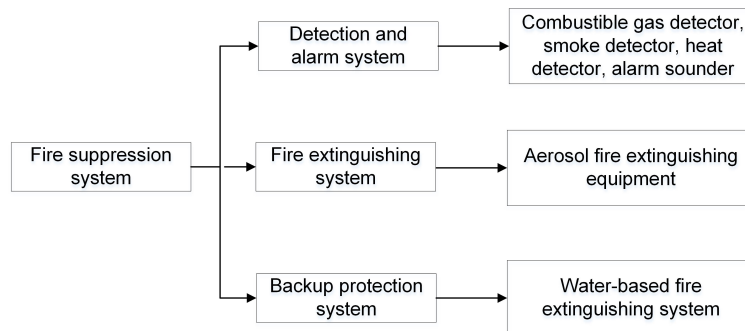 Detection and
alarm system
Combustible gas detector,
smoke detector, heat
detector, alarm sounder
Fire suppression
system
Fire extinguishing
system
Aerosol fire extinguishing
equipment
Backup protection
system
Water-based fire
extinguishing system